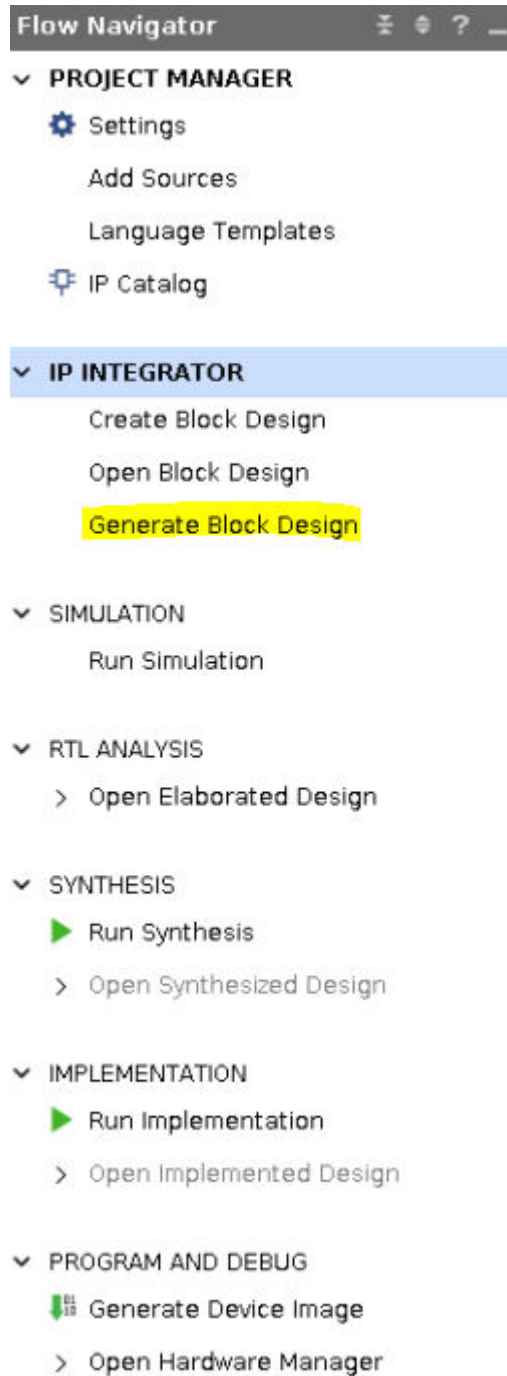 Flow Navigator ?
PROJECT MANAGER
Settings
Add Sources
Language Templates
IP Catalog
IP INTEGRATOR
Create Block Design
Open Block Design
Generate Block Design
SIMULATION
Run Simulation
RTL ANALYSIS
Open Elaborated Design
SYNTHESIS
Run Synthesis
Open Synthesized Design
IMPLEMENTATION
Run Implementation
Open Implemented Design
PROGRAM AND DEBUG
Generate Device Image
Open Hardware Manager